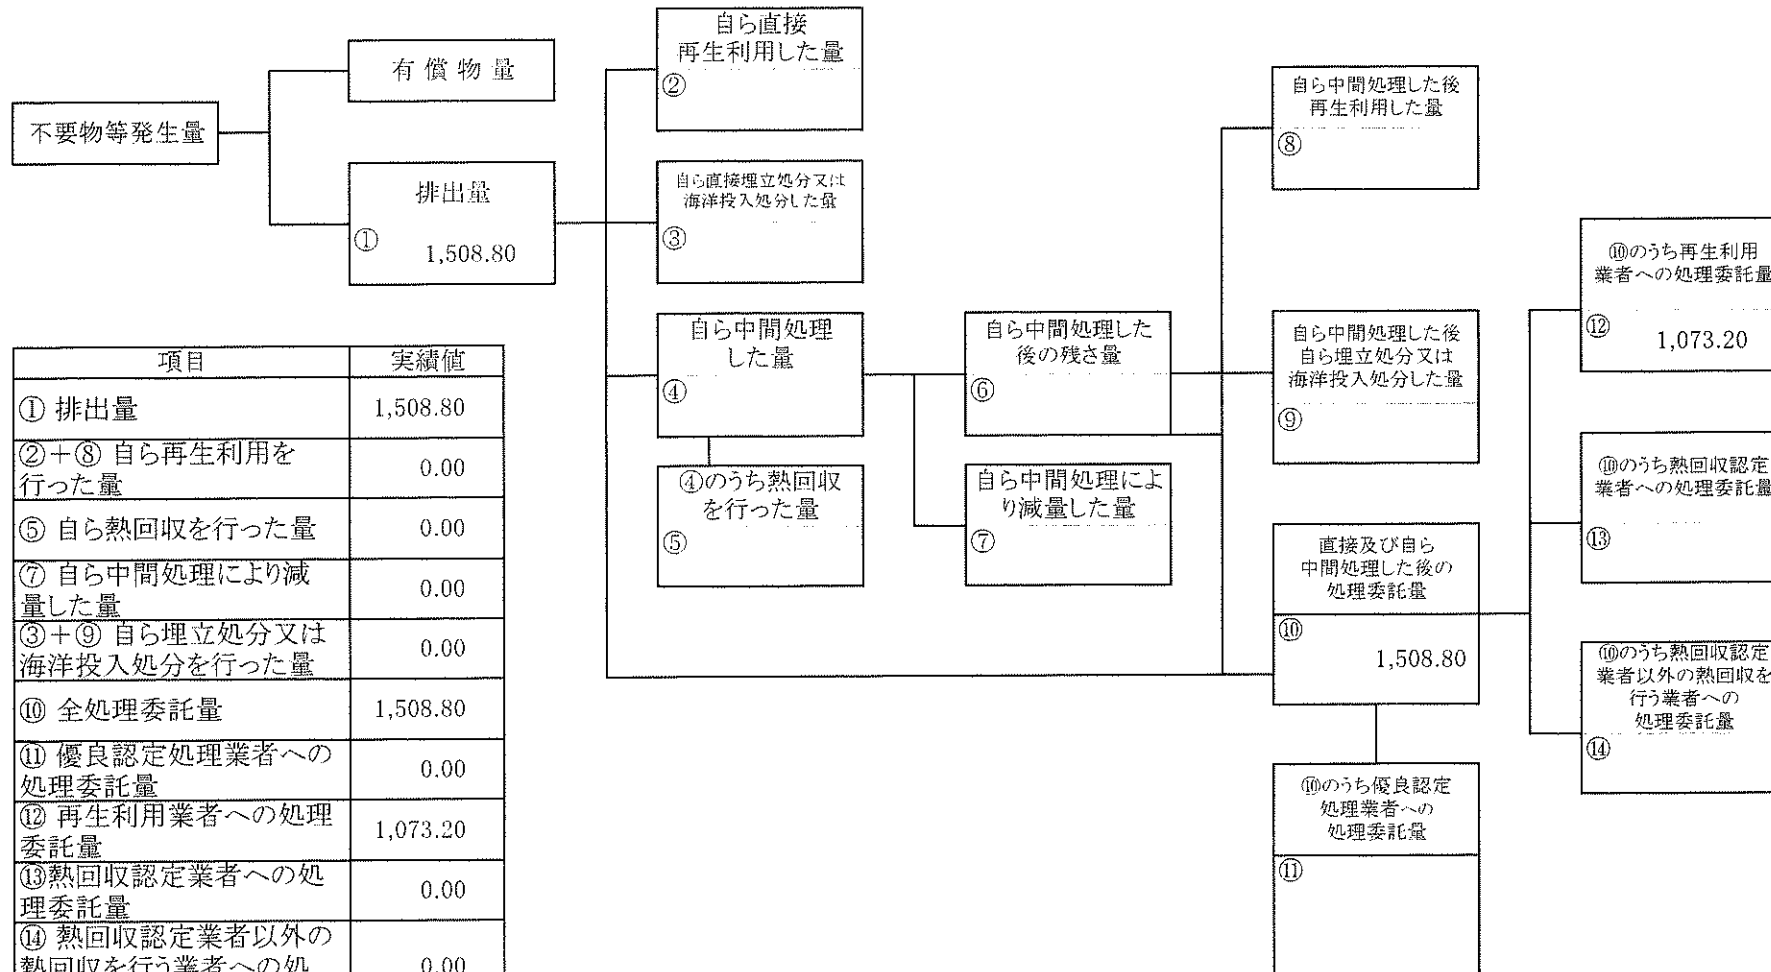 不要物等発生量
有償物量
排出量
①
1,508.80
自ら直接
再生利用した量
②
自ら直接埋立処分又は
海洋投入処分した量
③
自ら中間処理
した量
④
④のうち熱回収
を行った量
⑤
自ら中間処理した
後の残さ量
⑥
自ら中間処理によ
り減量した量
⑦
自ら中間処理した後
再生利用した量
⑧
自ら中間処理した後
自ら埋立処分又は
海洋投入処分した量
⑨
直接及び自ら
中間処理した後の
処理委託量
⑩
1,508.80
⑩のうち優良認定
処理業者への
処理委託量
⑪
⑩のうち再生利用
業者への処理委託量
⑫
1,073.20
⑩のうち熱回収認定
業者への処理委託量
⑬
⑩のうち熱回収認定
業者以外の熱回収を
行う業者への
処理委託量
⑭
項目 実績値
① 排出量 1,508.80
②+⑧ 自ら再生利用を
行った量 0.00
⑤ 自ら熱回収を行った量 0.00
⑦ 自ら中間処理により減
量した量 0.00
③+⑨ 自ら埋立処分又は
海洋投入処分を行った量 0.00
⑩ 全処理委託量 1,508.80
⑪ 優良認定処理業者への
処理委託量 0.00
⑫ 再生利用業者への処理
委託量 1,073.20
⑬熱回収認定業者への処
理委託量 0.00
⑭ 熱回収認定業者以外の
熱回収を行う業者への処 0.00